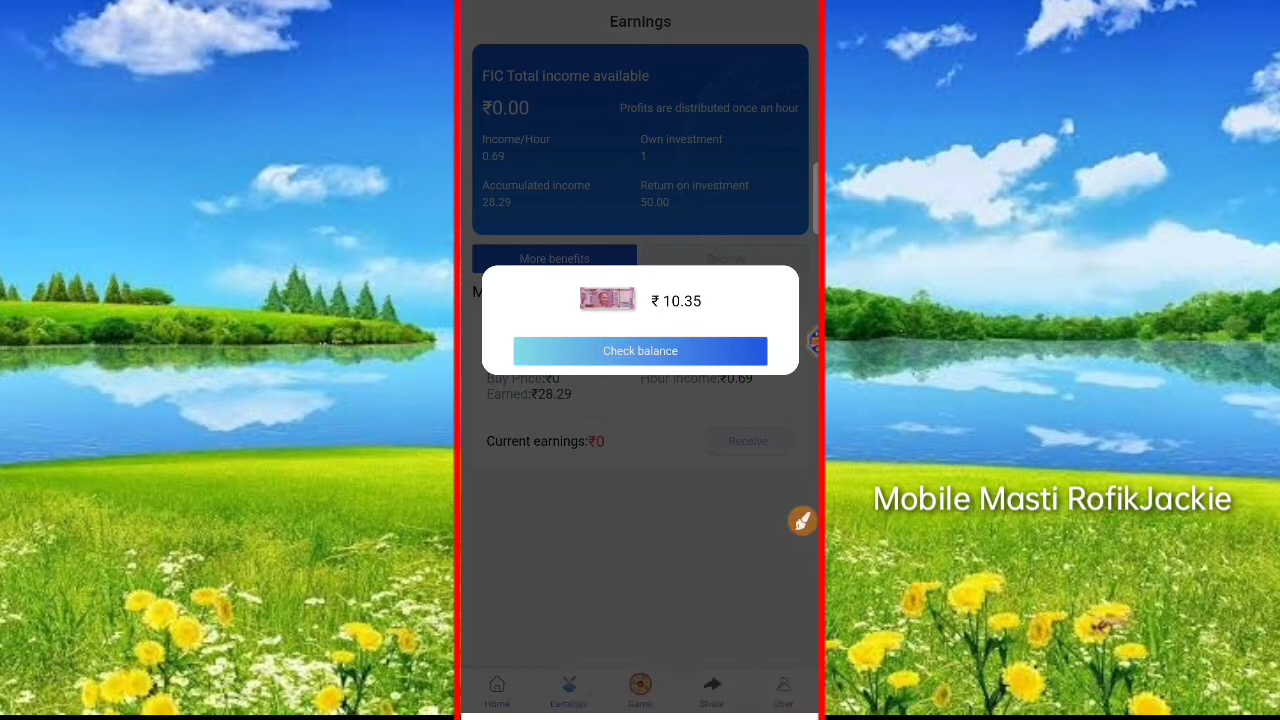 Earnings
FIC Total income available
₹0.00
Profits are distributed once an hour
Income/Hour
Own investment
0.69
1
Accumulated income
Return on investment
28.29
50.00
More benefits
Receive
M
₹ 10.35
Check balance
Buy Price:₹0
Hour income:₹0.69
Earned:₹28.29
Current earnings:₹0
Receive
Mobile Masti RofikJackie
Home
Earnings
Game
Share
User